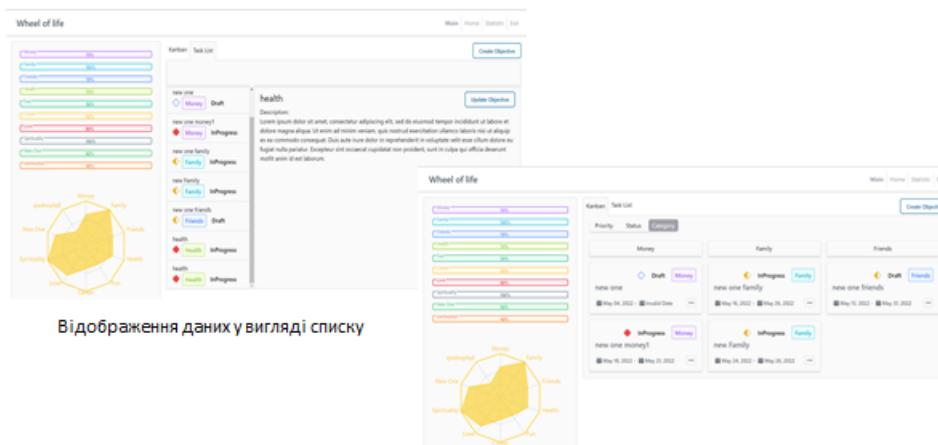 Wheel of life
Main Home Statistic Exit
Kanban Task List
Create Objective
Money
Family
Friends
Health
Fun
Career
Love
Spirituality
New One
new one
Money Draft
new one money1
Money InProgress
new one family
Family InProgress
new Family
Family InProgress
new one friends
Friends Draft
health
Health InProgress
health
Health InProgress
health
Update Objective
Description:
Lorem ipsum dolor sit amet, consectetur adipiscing elit, sed do eiusmod tempor incididunt ut labore et
dolore magna aliqua. Ut enim ad minim veniam, quis nostrud exercitation ullamco laboris nisi ut aliquip
ex ea commodo consequat. Duis aute irure dolor in reprehenderit in voluptate velit esse cillum dolore eu
fugiat nulla pariatur. Excepteur sint occaecat cupidatat non proident, sunt in culpa qui officia deserunt
mollit anim id est laborum.
Відображення даних у вигляді списку
Wheel of life
Main Home Statistic
Kanban Task List
Create Objecti
Priority Status Category
Money Family Friends
Draft Money
new one
May 04, 2022 - Invalid Date
InProgress Family
new one family
May 16, 2022 - May 26, 2022
Draft Friends
new one friends
May 15, 2022 - May 31, 2022
InProgress Money
new one money1
May 18, 2022 - May 21, 2022
InProgress Family
new Family
May 24, 2022 - May 26, 2022
Money
Family
Friends
Health
Fun
Career
Love
Spirituality
New One